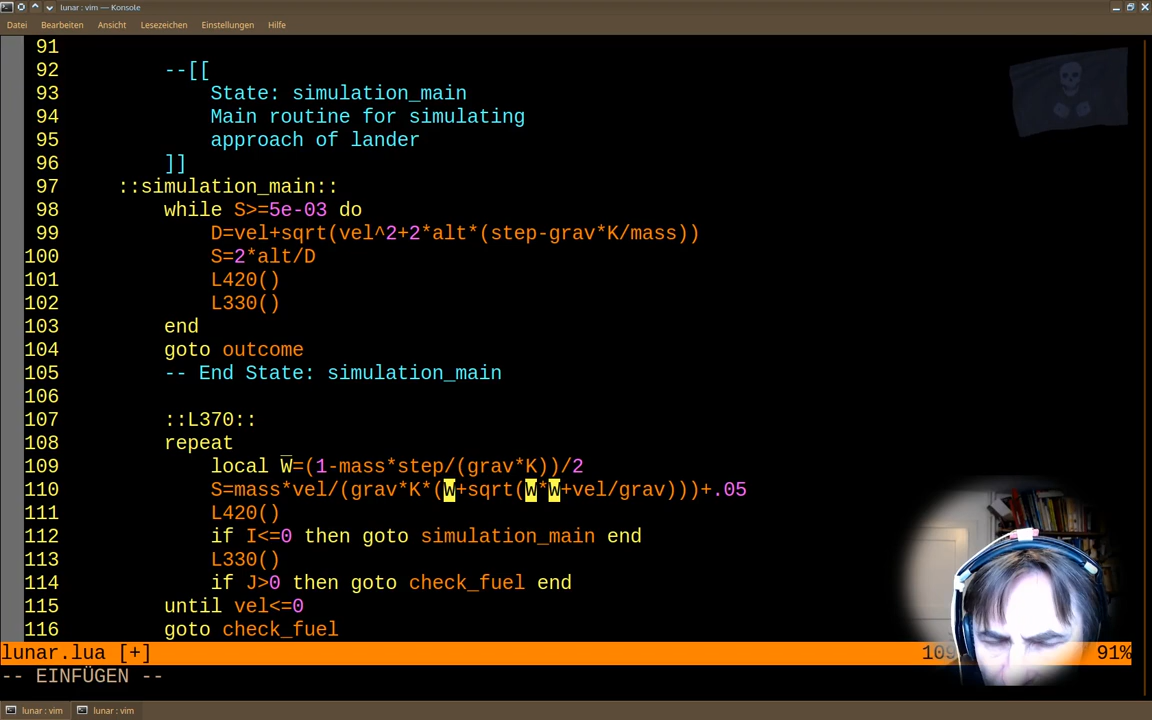 lunar : vim — Konsole
Datei Bearbeiten Ansicht Lesezeichen Einstellungen Hilfe
91
92 --[[
93 State: simulation_main
94 Main routine for simulating
95 approach of lander
96 ]]
97 ::simulation_main::
98 while S>=5e-03 do
99 D=vel+sqrt(vel^2+2*alt*(step-grav*K/mass))
100 S=2*alt/D
101 L420()
102 L330()
103 end
104 goto outcome
105 -- End State: simulation_main
106
107 ::L370::
108 repeat
109 local W=(1-mass*step/(grav*K))/2
110 S=mass*vel/(grav*K*(W+sqrt(W*W+vel/grav)))+.05
111 L420()
112 if I<=0 then goto simulation_main end
113 L330()
114 if J>0 then goto check_fuel end
115 until vel<=0
116 goto check_fuel
lunar.lua [+] 91%
-- EINFÜGEN --
lunar : vim lunar : vim